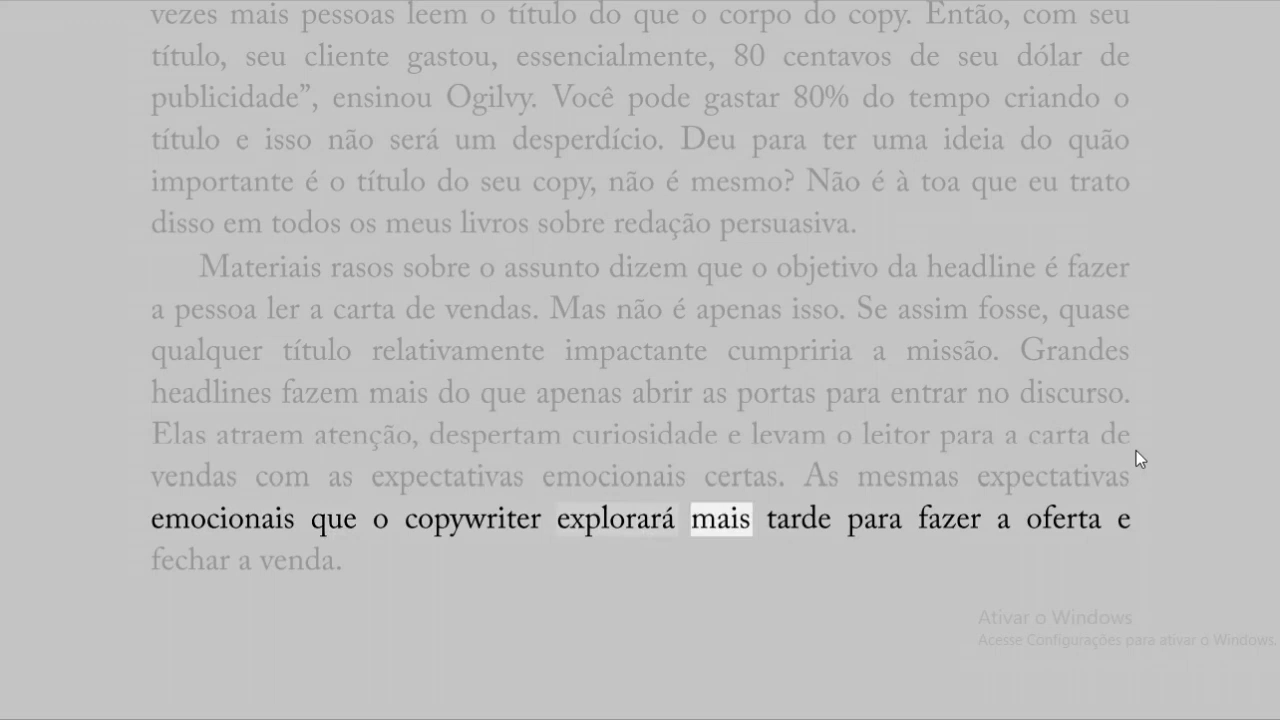 vezes mais pessoas leem o título do que o corpo do copy. Então, com seu
título, seu cliente gastou, essencialmente, 80 centavos de seu dólar de
publicidade”, ensinou Ogilvy. Você pode gastar 80% do tempo criando o
título e isso não será um desperdício. Deu para ter uma ideia do quão
importante é o título do seu copy, não é mesmo? Não é à toa que eu trato
disso em todos os meus livros sobre redação persuasiva.
Materiais rasos sobre o assunto dizem que o objetivo da headline é fazer
a pessoa ler a carta de vendas. Mas não é apenas isso. Se assim fosse, quase
qualquer título relativamente impactante cumpriria a missão. Grandes
headlines fazem mais do que apenas abrir as portas para entrar no discurso.
Elas atraem atenção, despertam curiosidade e levam o leitor para a carta de
vendas com as expectativas emocionais certas. As mesmas expectativas
emocionais que o copywriter explorará mais tarde para fazer a oferta e
fechar a venda.
Ativar o Windows
Acesse Configurações para ativar o Windows.